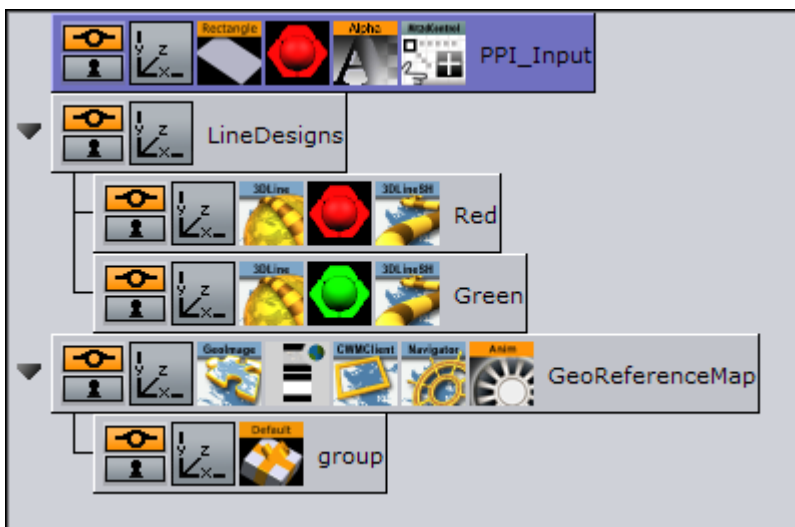 Rectangle Alpha PPI_Input
LineDesigns
3DLine 3DLineSH Red
3DLine 3DLineSH Green
GeoImage CWMClient Navigator Anim GeoReferenceMap
Default group